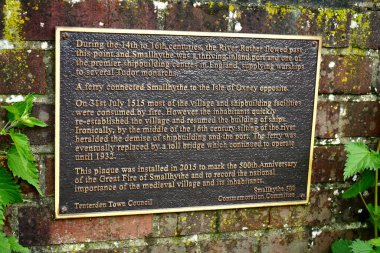 During the 14th to 16th centuries, the River Rother flowed past
this point and Smallhythe was a thriving inland port and one of
the premier shipbuilding centres in England, supplying warships
to several Tudor monarchs.
A ferry connected Smallhythe to the Isle of Oxney opposite.
On 31st July 1515 most of the village and shipbuilding facilities
were consumed by fire. However the inhabitants quickly
re-established the village and resumed the building of ships.
Ironically, by the middle of the 16th century silting of the river
heralded the demise of shipbuilding and the port. The ferry was
eventually replaced by a toll bridge which continued to operate
until 1932.
This plaque was installed in 2015 to mark the 500th Anniversary
of the Great Fire of Smallhythe and to record the national
importance of the medieval village and its inhabitants.
Smallhythe 500
Tenterden Town Council Commemoration Committee